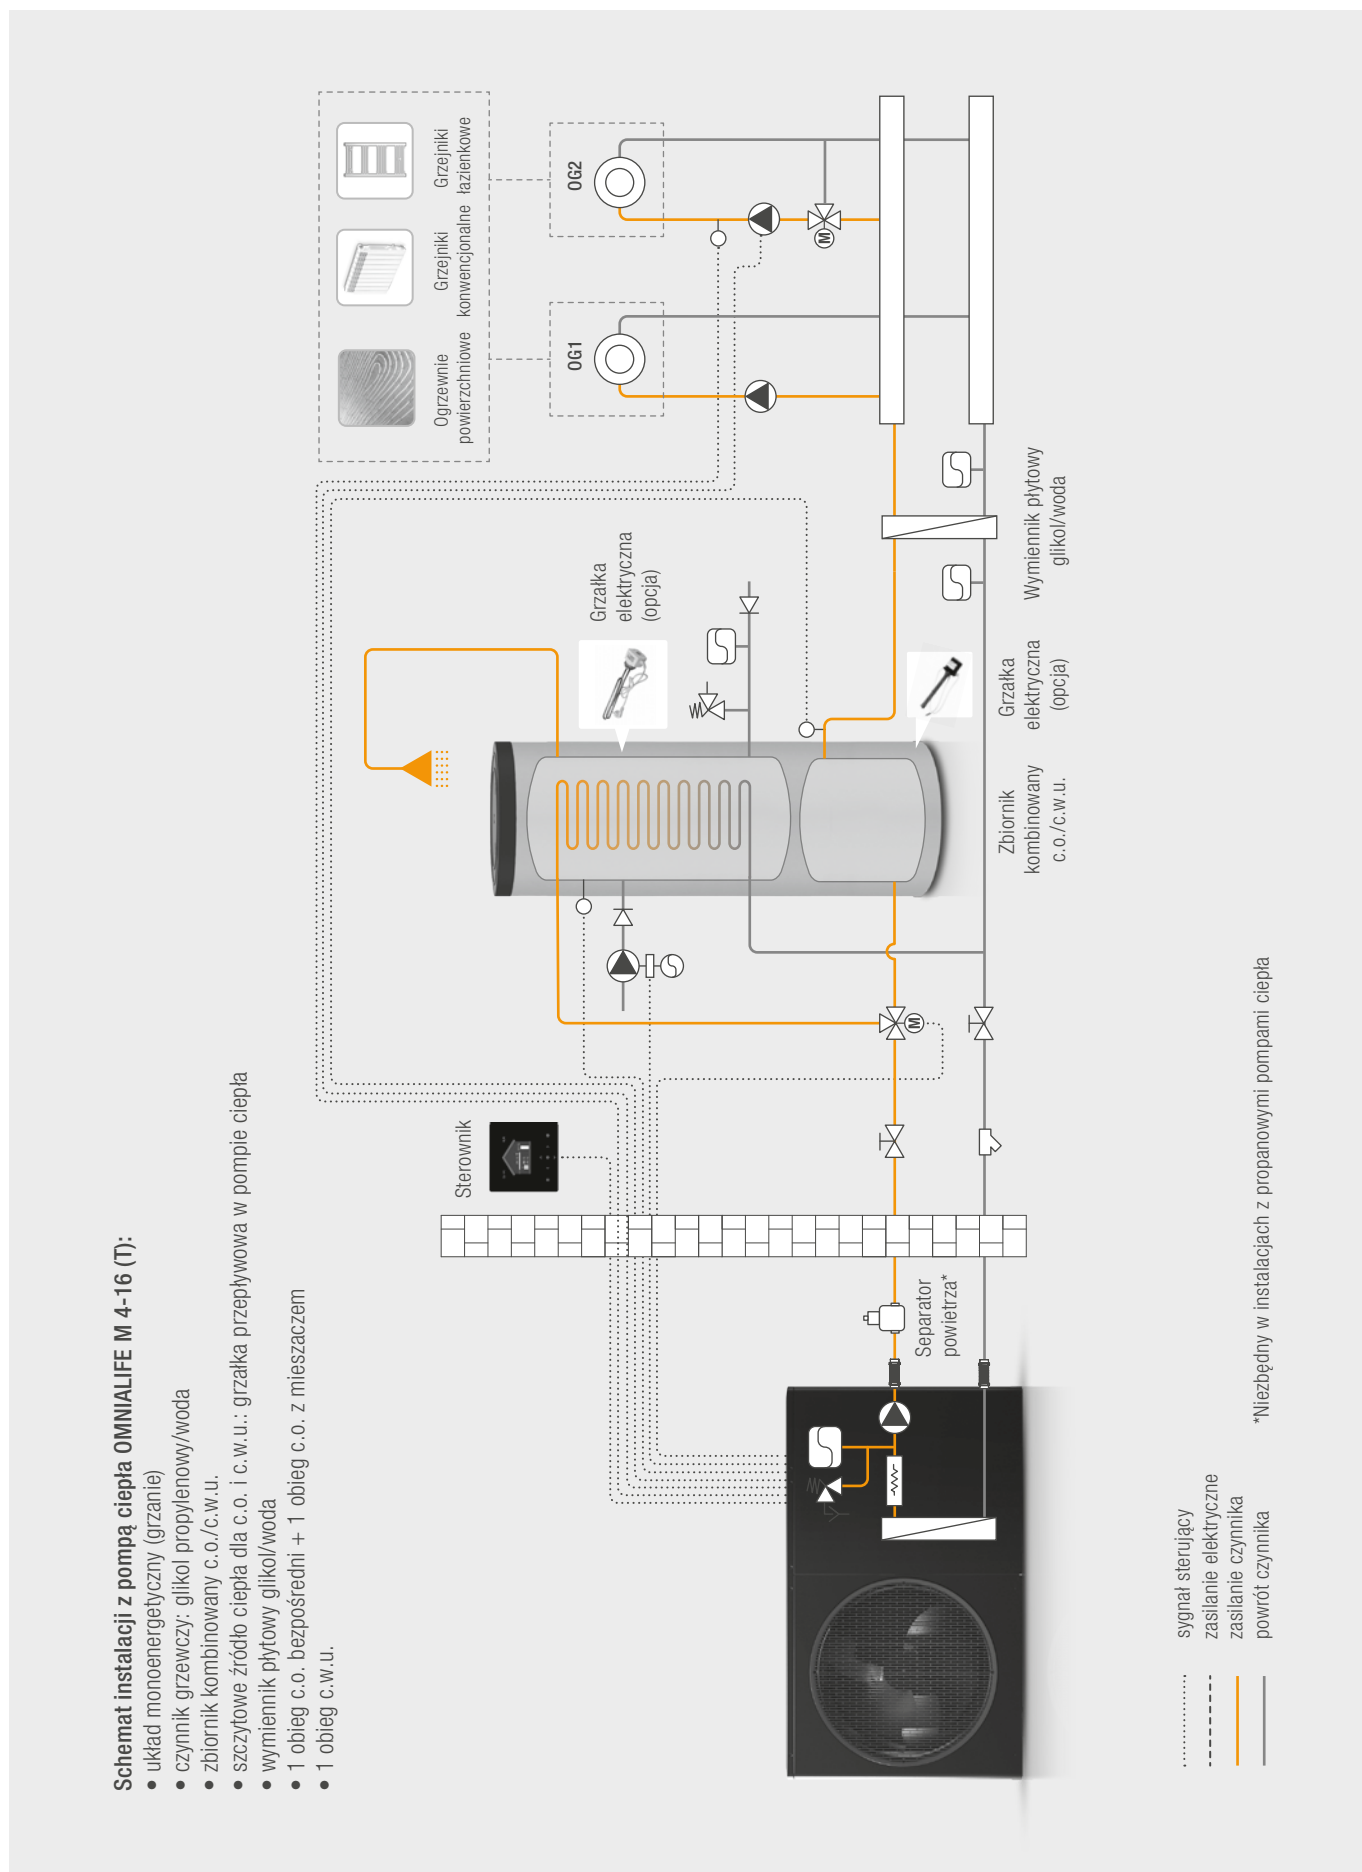 Schemat instalacji z pompą ciepła OMNIALIFE M 4-16 (T):
• układ monoenergetyczny (grzanie)
• czynnik grzewczy: glikol propylenowy/woda
• zbiornik kombinowany c.o./c.w.u.
• szczytowe źródło ciepła dla c.o. i c.w.u.: grzałka przepływowa w pompie ciepła
• wymiennik płytowy glikol/woda
• 1 obieg c.o. bezpośredni + 1 obieg c.o. z mieszaczem
• 1 obieg c.w.u.
Sterownik
Separator
powietrza*
Grzałka
elektryczna
(opcja)
M
Zbiornik
kombinowany
c.o./c.w.u.
Grzałka
elektryczna
(opcja)
Wymiennik płytowy
glikol/woda
Ogrzewnie
powierzchniowe
Grzejniki
konwencjonalne
Grzejniki
łazienkowe
OG1
OG2
M
sygnał sterujący
zasilanie elektryczne
zasilanie czynnika
powrót czynnika
*Niezbędny w instalacjach z propanowymi pompami ciepła